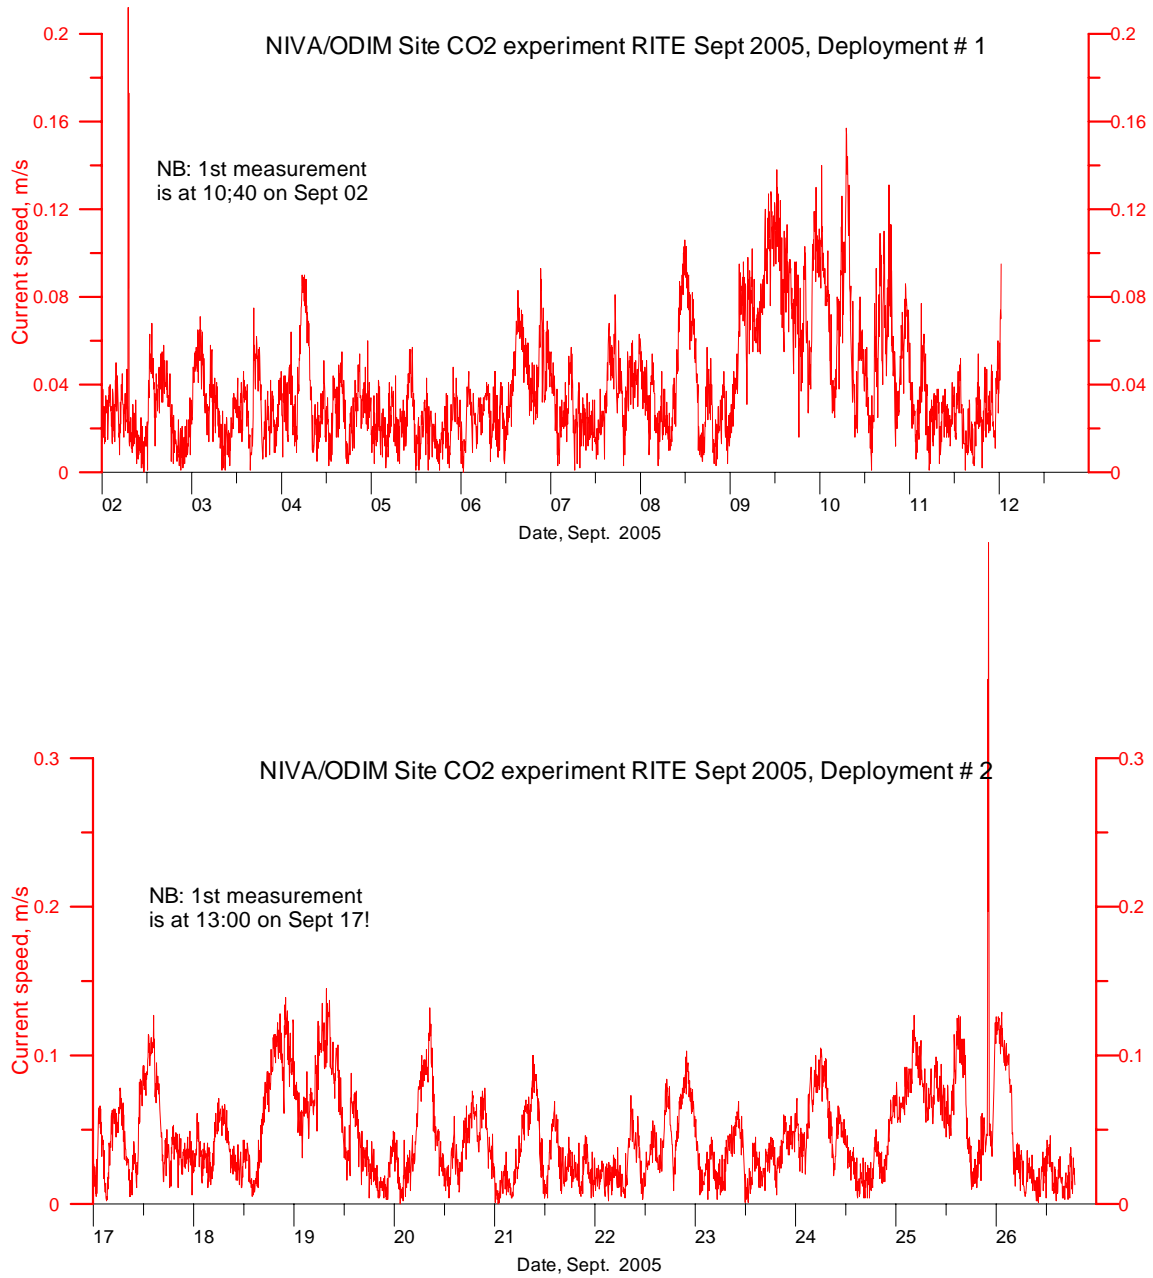 NIVA/ODIM Site CO2 experiment RITE Sept 2005, Deployment # 1
NB: 1st measurement
is at 10;40 on Sept 02
Current speed, m/s
0.2
0.16
0.12
0.08
0.04
0
0.2
0.16
0.12
0.08
0.04
0
02 03 04 05 06 07 08 09 10 11 12
Date, Sept. 2005
NIVA/ODIM Site CO2 experiment RITE Sept 2005, Deployment # 2
NB: 1st measurement
is at 13:00 on Sept 17!
Current speed, m/s
0.3
0.2
0.1
0
0.3
0.2
0.1
0
17 18 19 20 21 22 23 24 25 26
Date, Sept. 2005